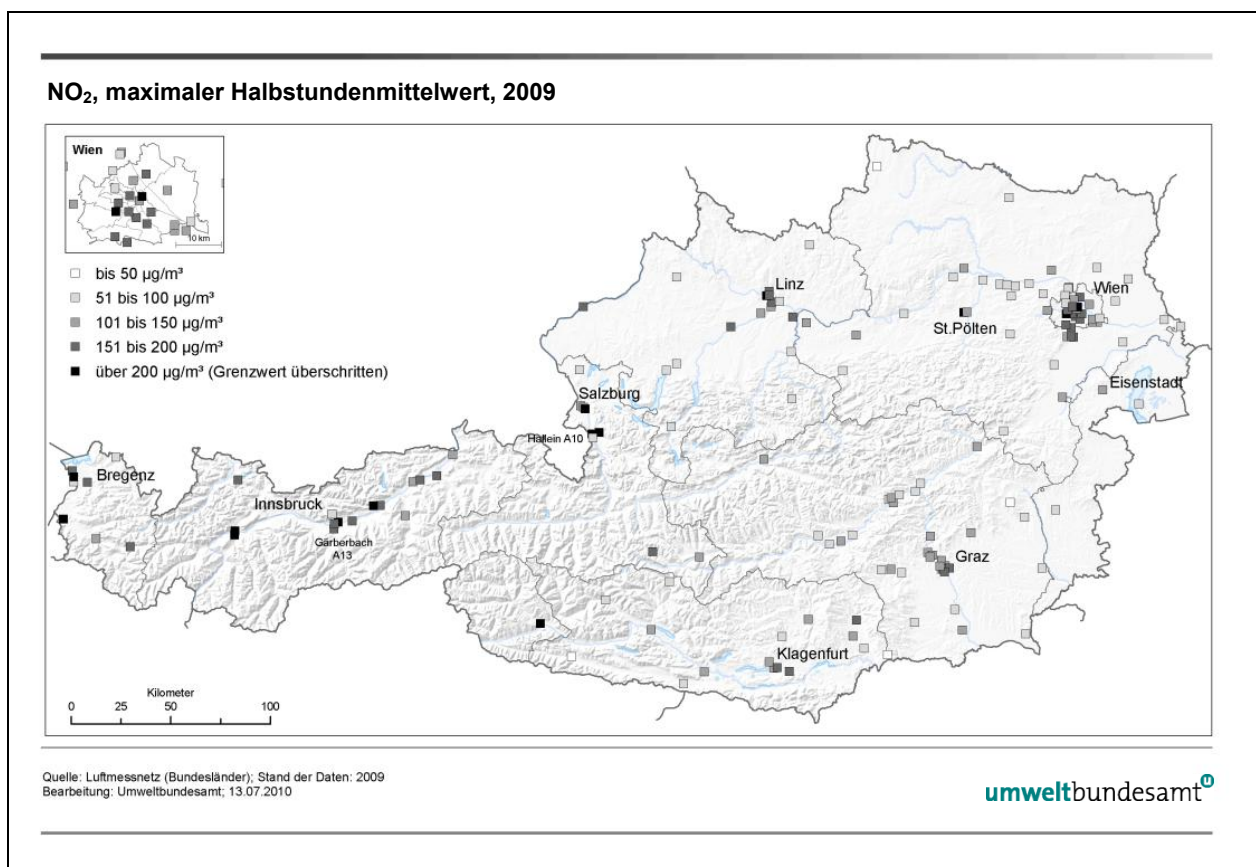 NO₂, maximaler Halbstundenmittelwert, 2009
Wien
10 km
bis 50 µg/m³
51 bis 100 µg/m³
101 bis 150 µg/m³
151 bis 200 µg/m³
über 200 µg/m³ (Grenzwert überschritten)
Linz
Wien
St.Pölten
Eisenstadt
Salzburg
Hallein A10
Bregenz
Innsbruck
Gärberbach
A13
Graz
Klagenfurt
Kilometer
0 25 50 100
Quelle: Luftmessnetz (Bundesländer); Stand der Daten: 2009
Bearbeitung: Umweltbundesamt; 13.07.2010
umweltbundesamt
u